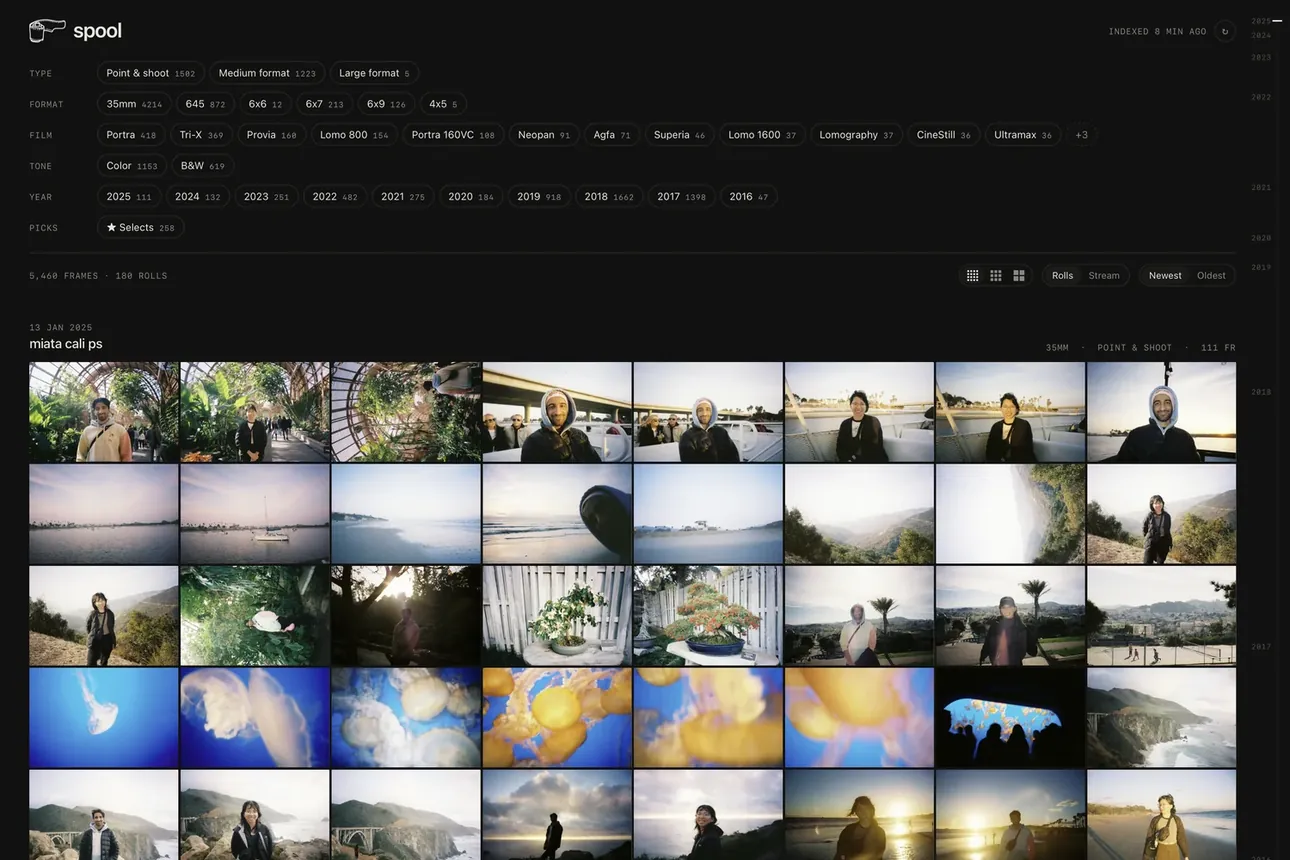 spool
INDEXED 8 MIN AGO ↻
TYPE Point & shoot 1502 Medium format 1223 Large format 5
FORMAT 35mm 4214 645 872 6x6 12 6x7 213 6x9 126 4x5 5
FILM Portra 418 Tri-X 369 Provia 160 Lomo 800 154 Portra 160VC 108 Neopan 91 Agfa 71 Superia 46 Lomo 1600 37 Lomography 37 CineStill 36 Ultramax 36 +3
TONE Color 1153 B&W 619
YEAR 2025 111 2024 132 2023 251 2022 482 2021 275 2020 184 2019 918 2018 1662 2017 1398 2016 47
PICKS ★ Selects 258
5,460 FRAMES · 180 ROLLS
Rolls Stream Newest Oldest
13 JAN 2025
miata cali ps
35MM · POINT & SHOOT · 111 FR
2025
2024
2023
2022
2021
2020
2019
2018
2017